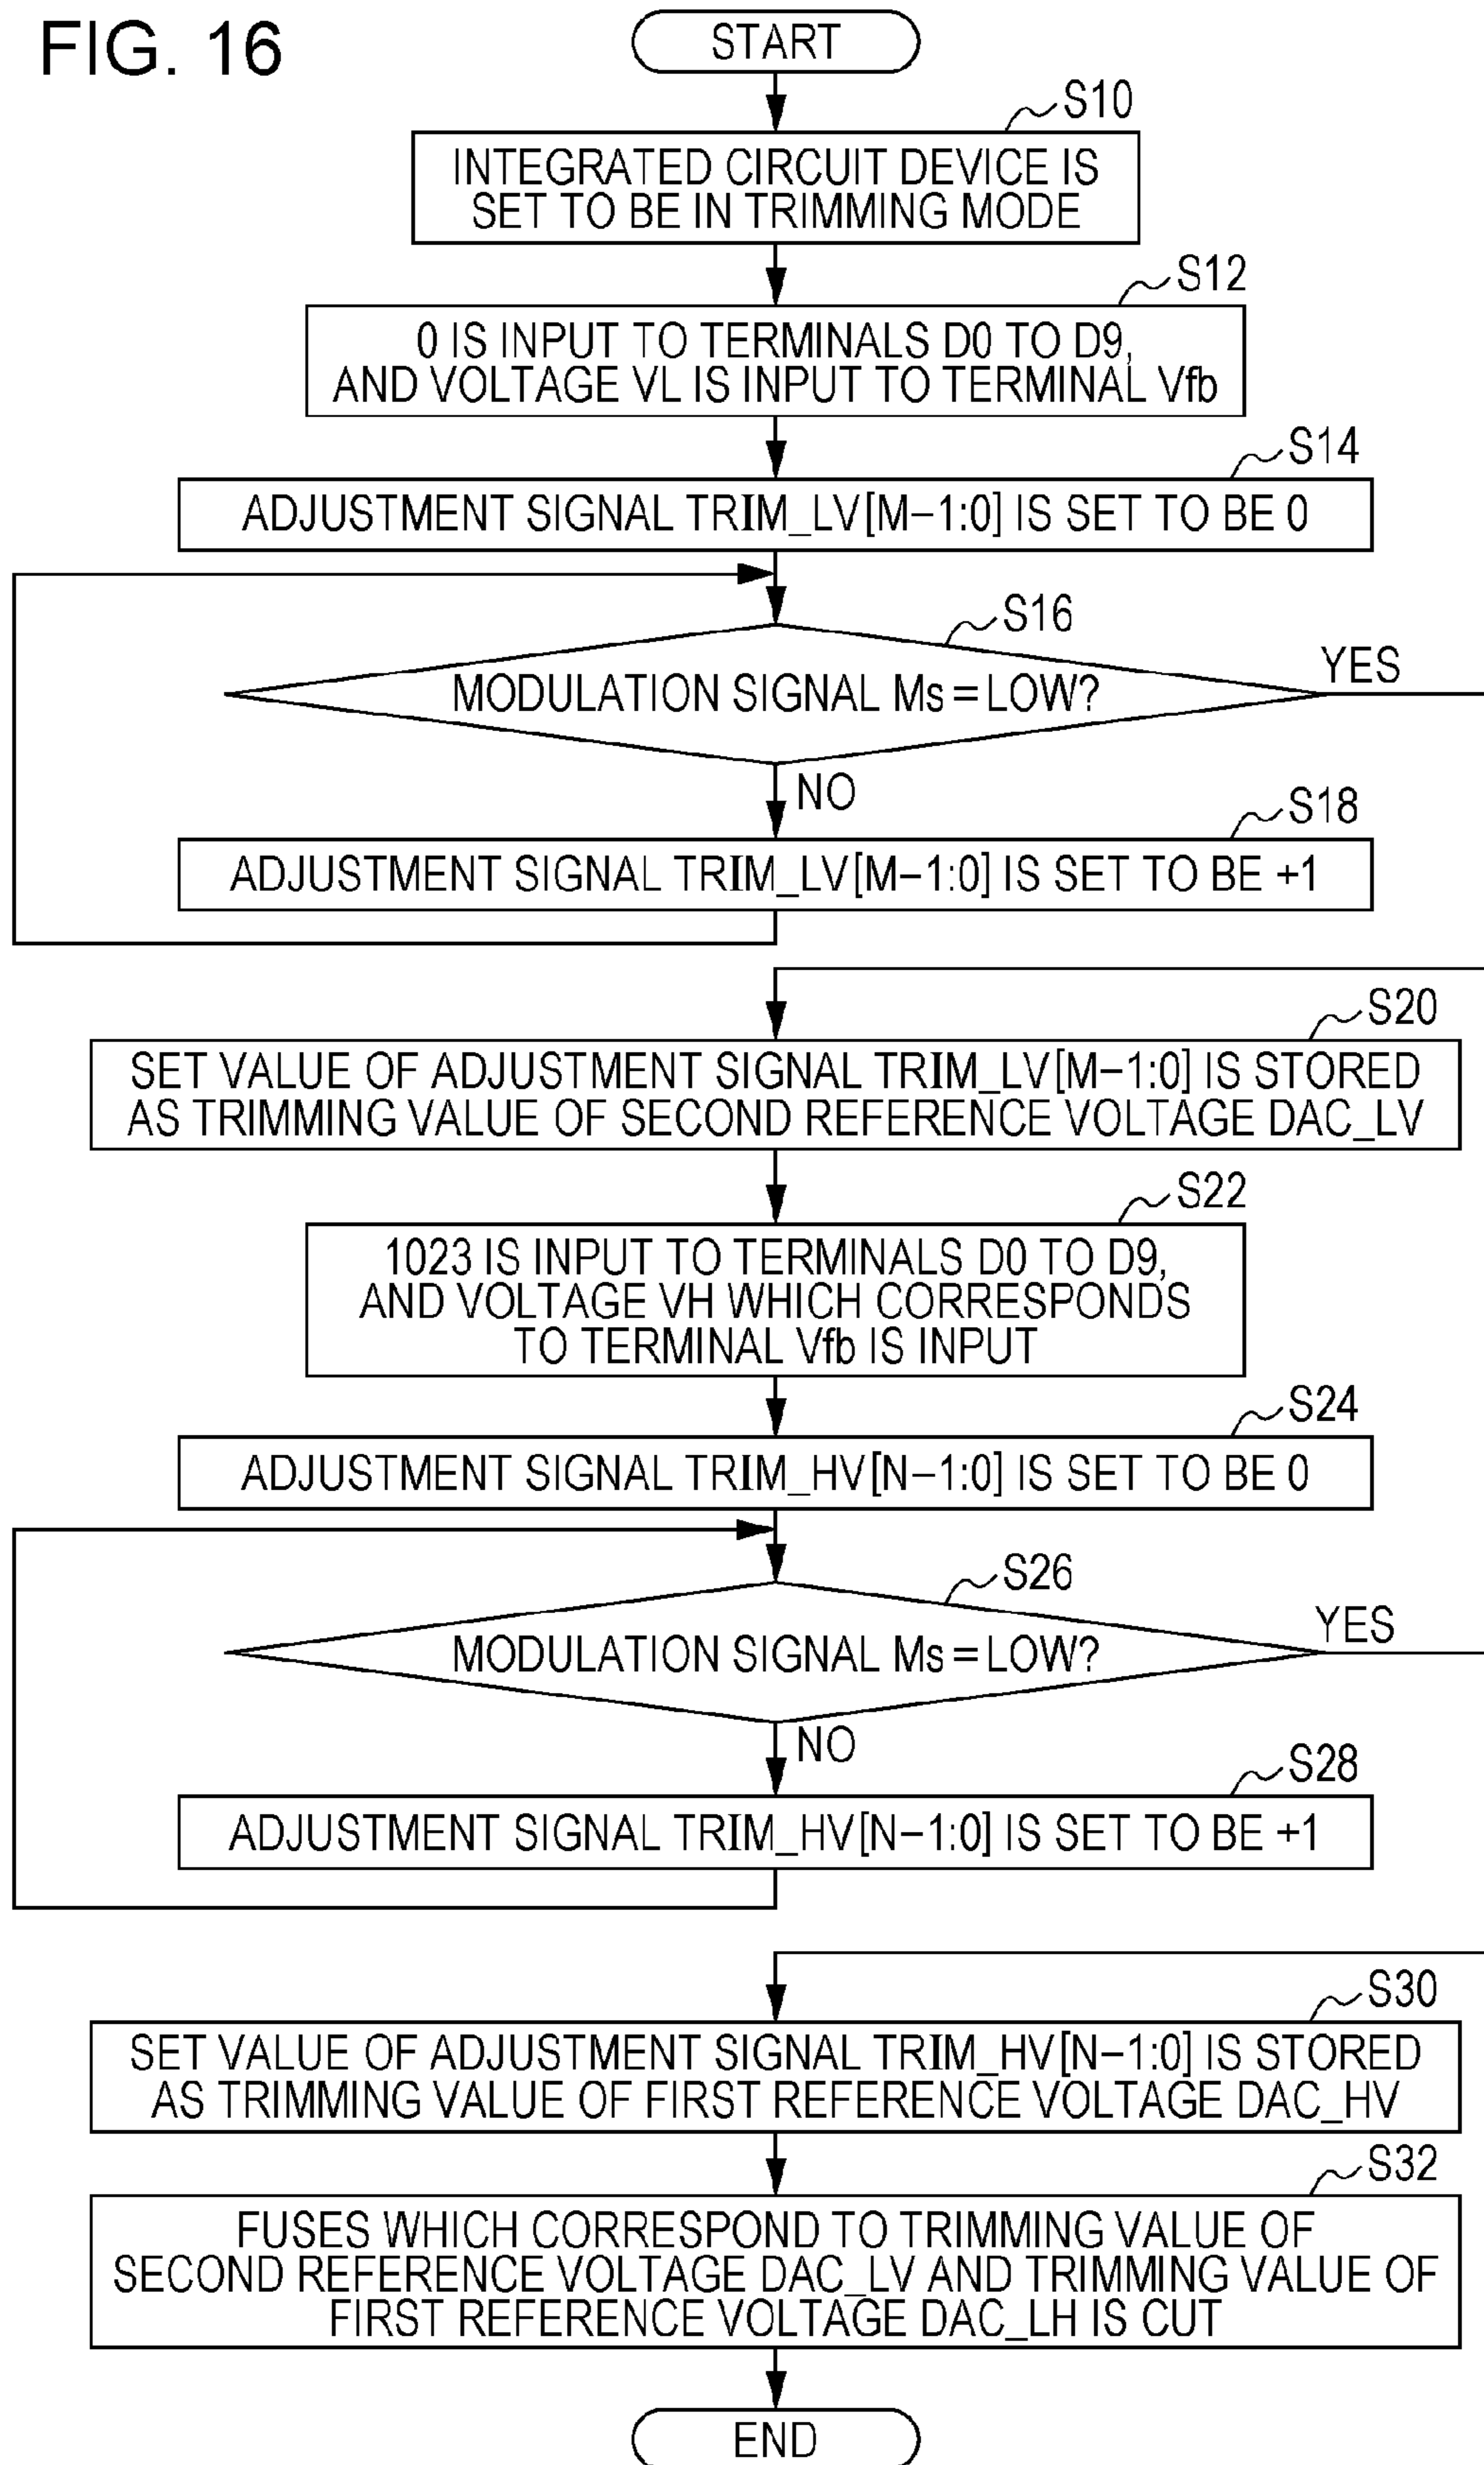 FIG. 16
START
S10
INTEGRATED CIRCUIT DEVICE IS
SET TO BE IN TRIMMING MODE
S12
0 IS INPUT TO TERMINALS D0 TO D9,
AND VOLTAGE VL IS INPUT TO TERMINAL Vfb
S14
ADJUSTMENT SIGNAL TRIM_LV[M−1:0] IS SET TO BE 0
S16
MODULATION SIGNAL Ms = LOW?
YES
NO
S18
ADJUSTMENT SIGNAL TRIM_LV[M−1:0] IS SET TO BE +1
S20
SET VALUE OF ADJUSTMENT SIGNAL TRIM_LV[M−1:0] IS STORED
AS TRIMMING VALUE OF SECOND REFERENCE VOLTAGE DAC_LV
S22
1023 IS INPUT TO TERMINALS D0 TO D9,
AND VOLTAGE VH WHICH CORRESPONDS
TO TERMINAL Vfb IS INPUT
S24
ADJUSTMENT SIGNAL TRIM_HV[N−1:0] IS SET TO BE 0
S26
MODULATION SIGNAL Ms = LOW?
YES
NO
S28
ADJUSTMENT SIGNAL TRIM_HV[N−1:0] IS SET TO BE +1
S30
SET VALUE OF ADJUSTMENT SIGNAL TRIM_HV[N−1:0] IS STORED
AS TRIMMING VALUE OF FIRST REFERENCE VOLTAGE DAC_HV
S32
FUSES WHICH CORRESPOND TO TRIMMING VALUE OF
SECOND REFERENCE VOLTAGE DAC_LV AND TRIMMING VALUE OF
FIRST REFERENCE VOLTAGE DAC_LH IS CUT
END